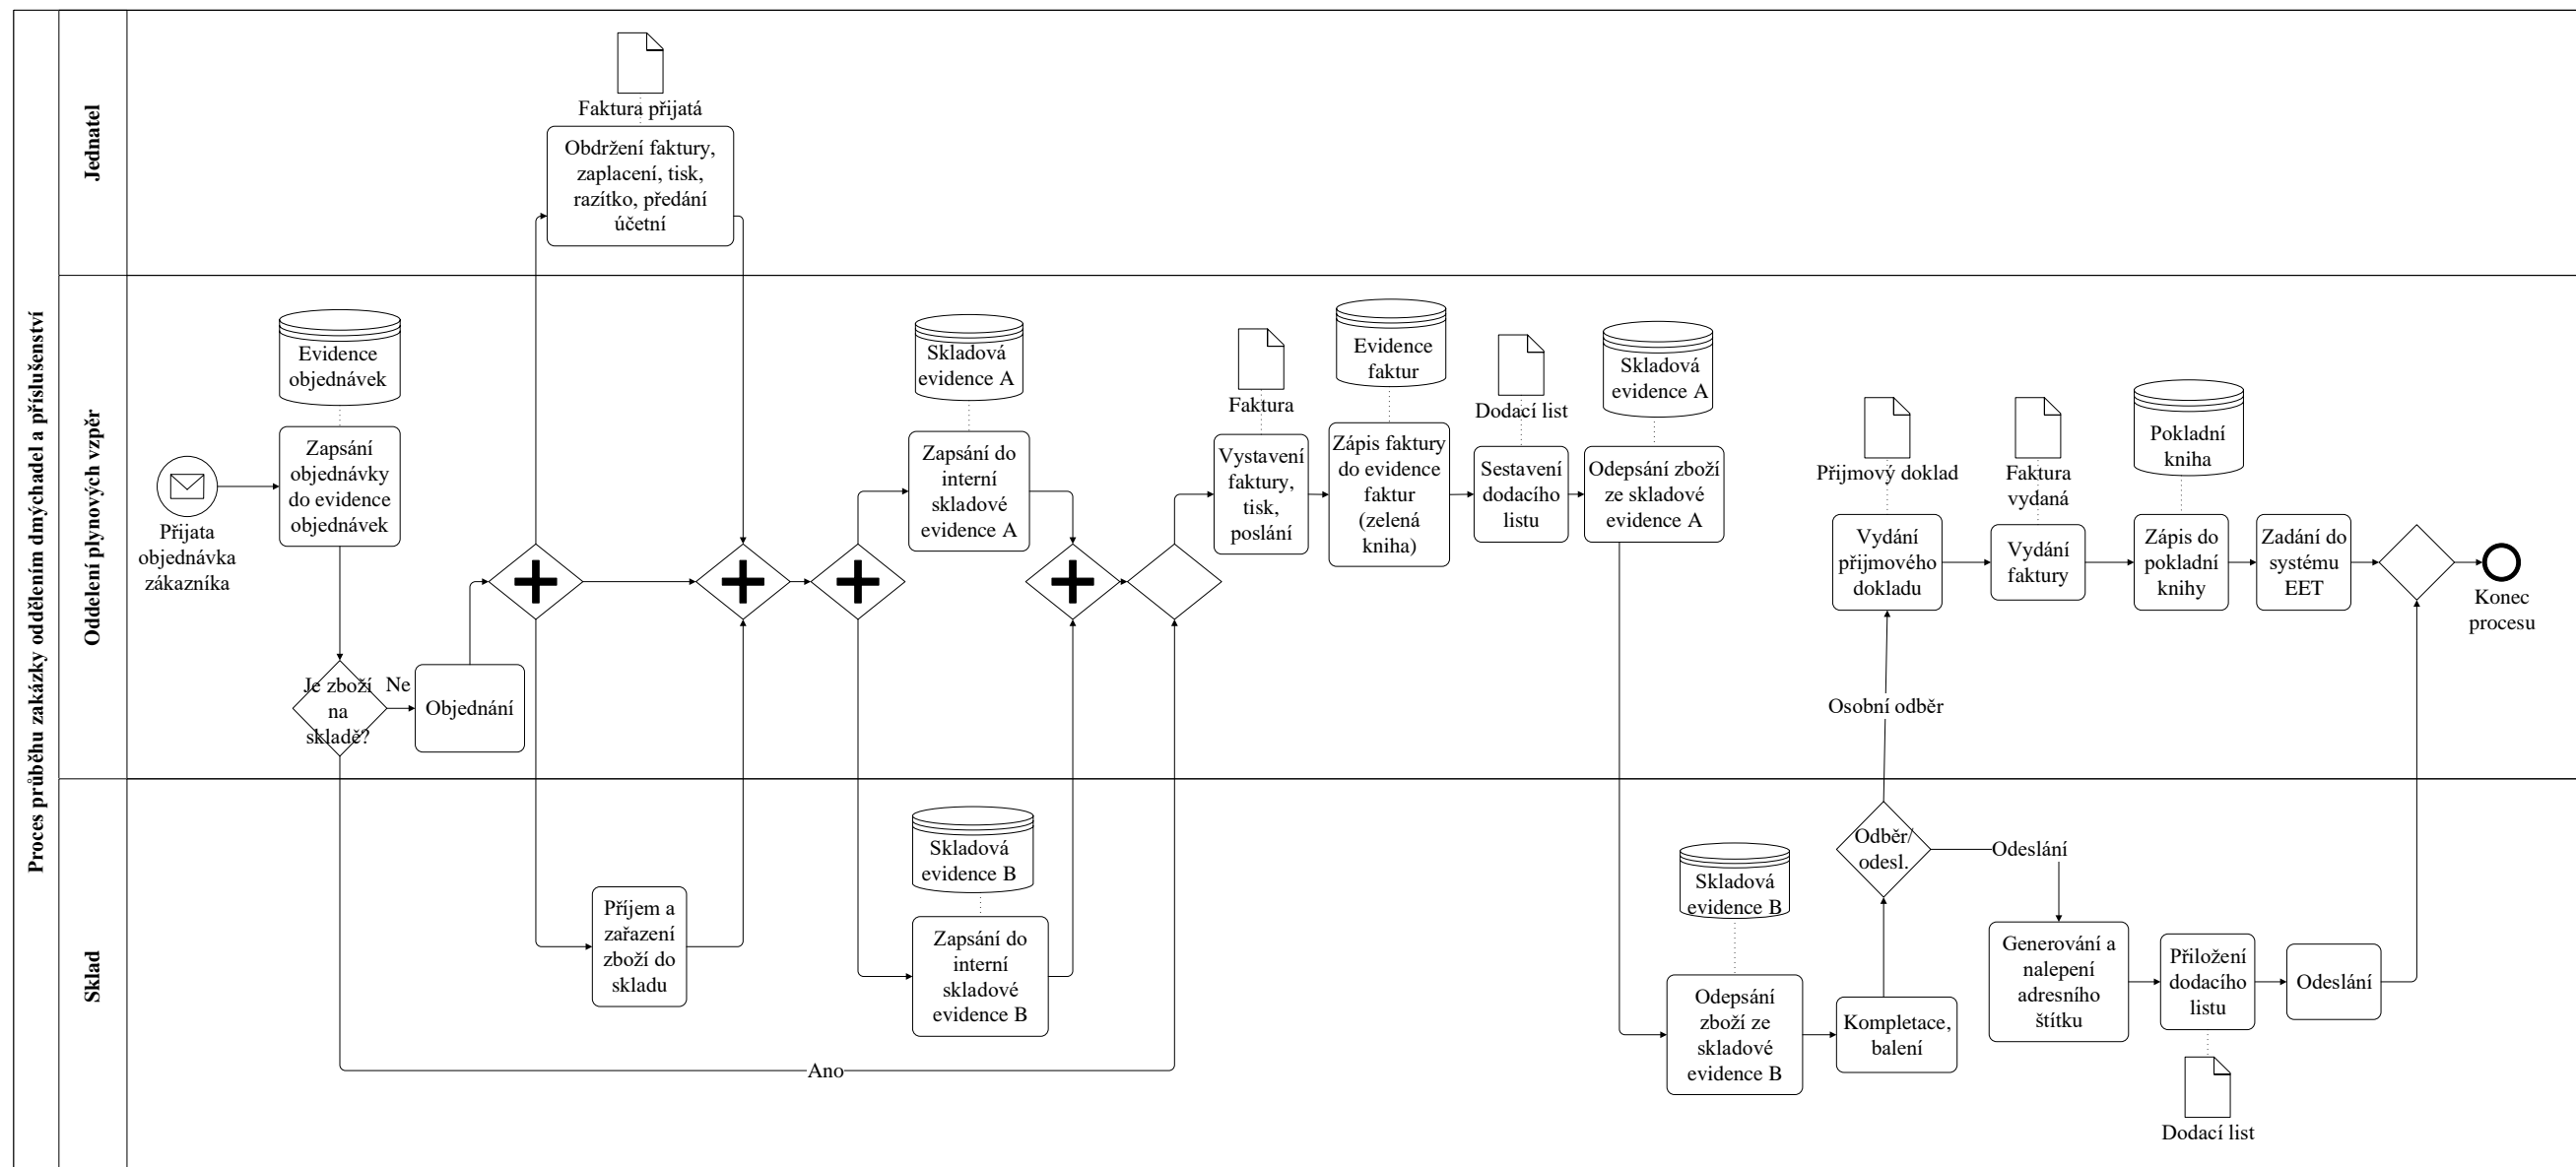 Proces průběhu zakázky oddělením dmýchadel a příslušenství
Jednatel
Faktura přijatá
Obdržení faktury,
zaplacení, tisk,
razítko, předání
účetní
Oddelení plynových vzpěr
Přijata
objednávka
zákazníka
Evidence
objednávek
Zapsání
objednávky
do evidence
objednávek
Je zboží
na
skladě?
Ne
Objednání
Skladová
evidence A
Zapsání do
interní
skladové
evidence A
Faktura
Vystavení
faktury,
tisk,
poslání
Evidence
faktur
Zápis faktury
do evidence
faktur
(zelená
kniha)
Dodací list
Sestavení
dodacího
listu
Skladová
evidence A
Odepsání zboží
ze skladové
evidence A
Přijmový doklad
Vydání
přijmového
dokladu
Faktura
vydaná
Vydání
faktury
Pokladní
kniha
Zápis do
pokladní
knihy
Zadání do
systému
EET
Konec
procesu
Osobní odběr
Sklad
Příjem a
zařazení
zboží do
skladu
Skladová
evidence B
Zapsání do
interní
skladové
evidence B
Ano
Skladová
evidence B
Odepsání
zboží ze
skladové
evidence B
Kompletace,
balení
Odběr/
odesl.
Odeslání
Generování a
nalepení
adresního
štítku
Přiložení
dodacího
listu
Dodací list
Odeslání